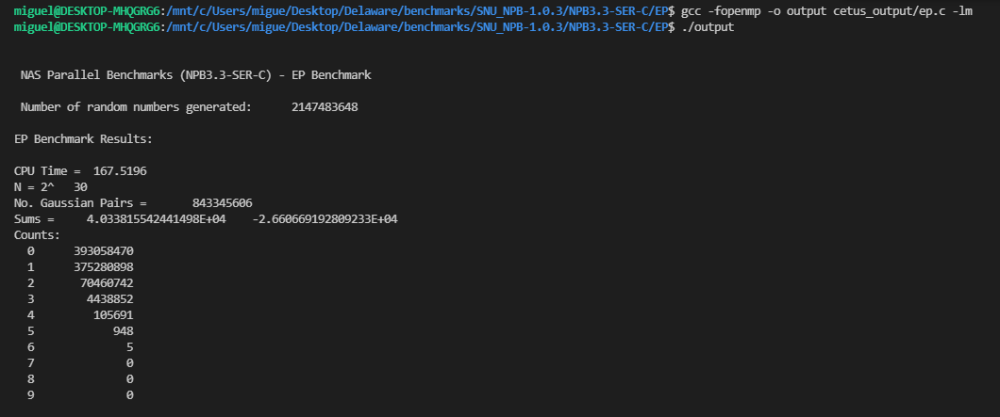 miguel@DESKTOP-MHQGRG6:/mnt/c/Users/migue/Desktop/Delaware/benchmarks/SNU_NPB-1.0.3/NPB3.3-SER-C/EP$ gcc -fopenmp -o output cetus_output/ep.c -lm
miguel@DESKTOP-MHQGRG6:/mnt/c/Users/migue/Desktop/Delaware/benchmarks/SNU_NPB-1.0.3/NPB3.3-SER-C/EP$ ./output
NAS Parallel Benchmarks (NPB3.3-SER-C) - EP Benchmark
Number of random numbers generated:      2147483648
EP Benchmark Results:
CPU Time =  167.5196
N = 2^   30
No. Gaussian Pairs =       843345606
Sums =     4.033815542441498E+04    -2.660669192809233E+04
Counts:
  0      393058470
  1      375280898
  2       70460742
  3        4438852
  4         105691
  5            948
  6              5
  7              0
  8              0
  9              0